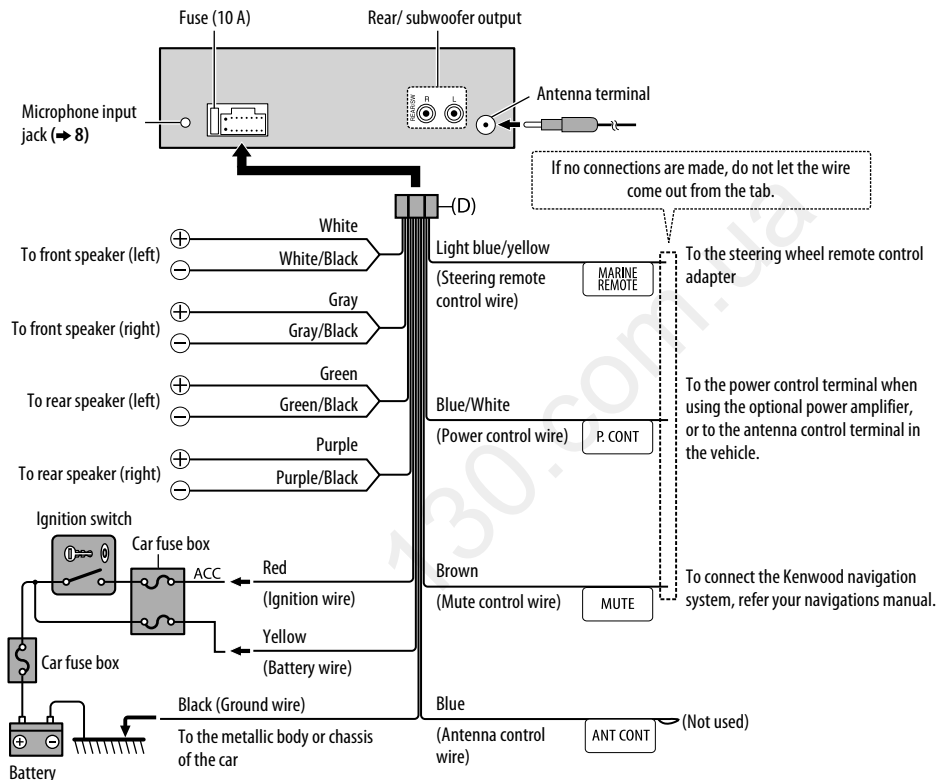 Fuse (10 A)
Rear/ subwoofer output
REAR/SW
R
L
Antenna terminal
Microphone input
jack (➜ 8)
If no connections are made, do not let the wire
come out from the tab.
(D)
White
To front speaker (left)
White/Black
Gray
To front speaker (right)
Gray/Black
Green
To rear speaker (left)
Green/Black
Purple
To rear speaker (right)
Purple/Black
Light blue/yellow
(Steering remote
control wire)
MARINE
REMOTE
To the steering wheel remote control
adapter
Blue/White
(Power control wire)
P. CONT
To the power control terminal when
using the optional power amplifier,
or to the antenna control terminal in
the vehicle.
Ignition switch
Car fuse box
ACC
Red
(Ignition wire)
Brown
(Mute control wire)
MUTE
To connect the Kenwood navigation
system, refer your navigations manual.
Yellow
(Battery wire)
Car fuse box
Black (Ground wire)
To the metallic body or chassis
of the car
Blue
(Antenna control
wire)
ANT CONT
(Not used)
Battery
130.com.ua